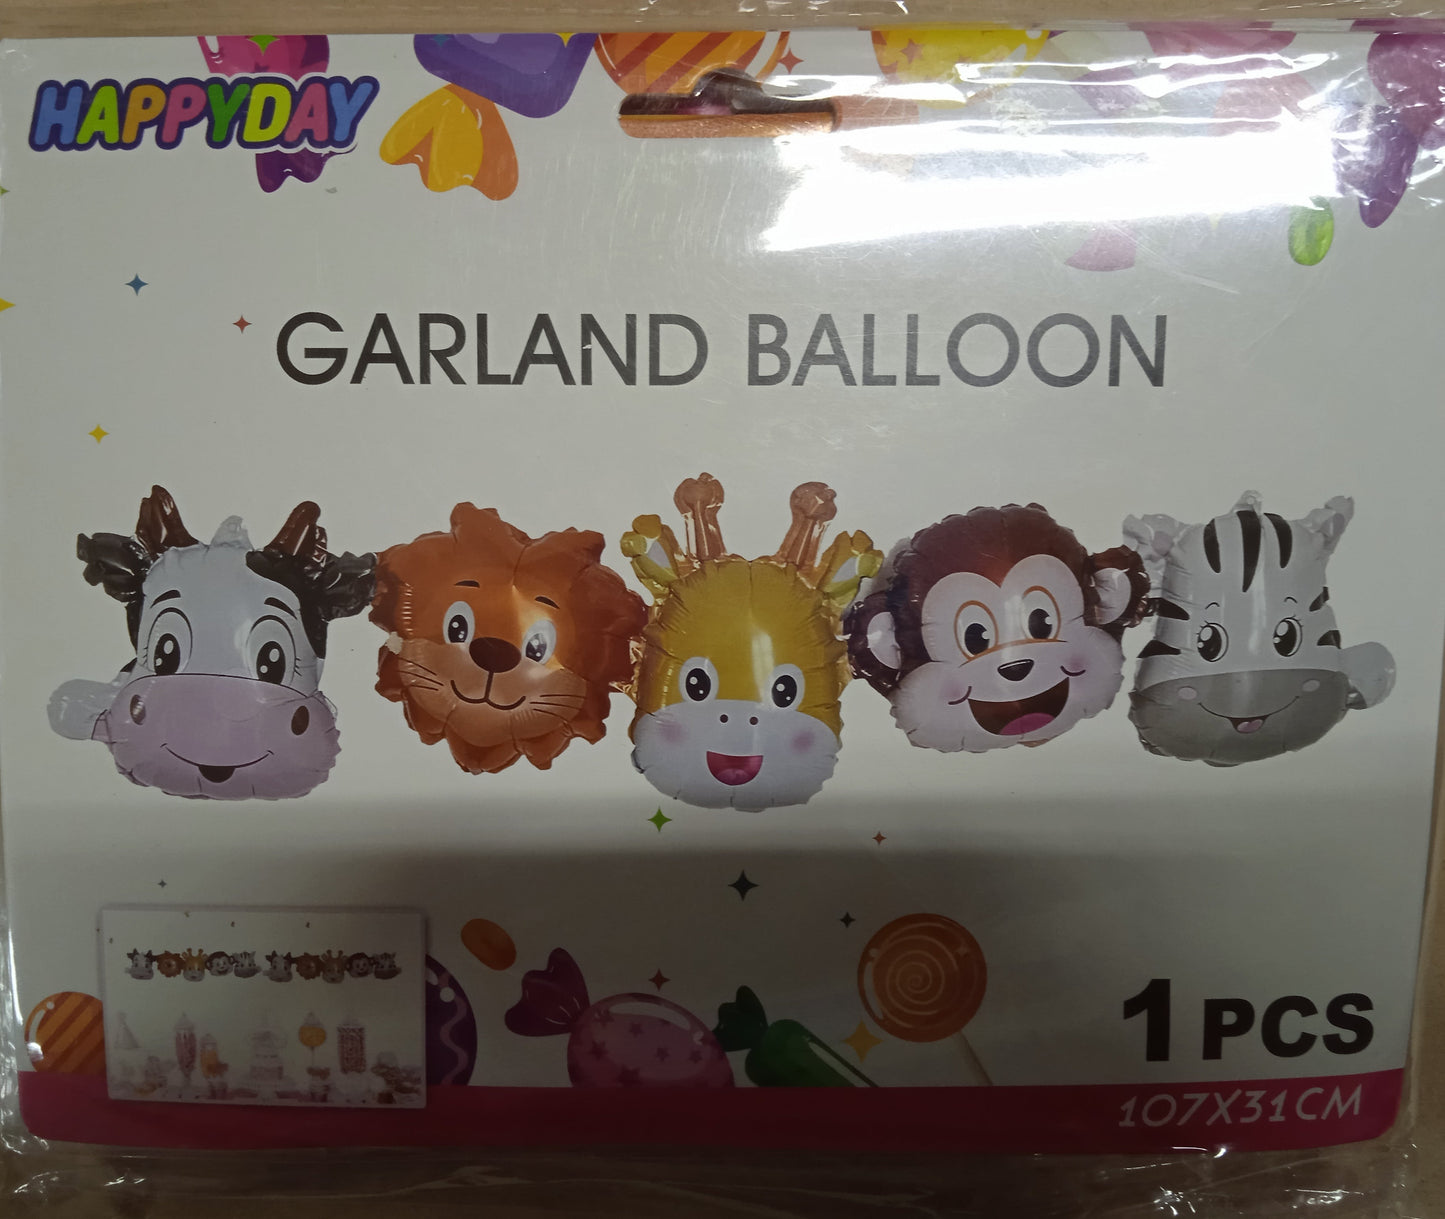 HAPPYDAY
GARLAND BALLOON
1 PCS
107X31CM